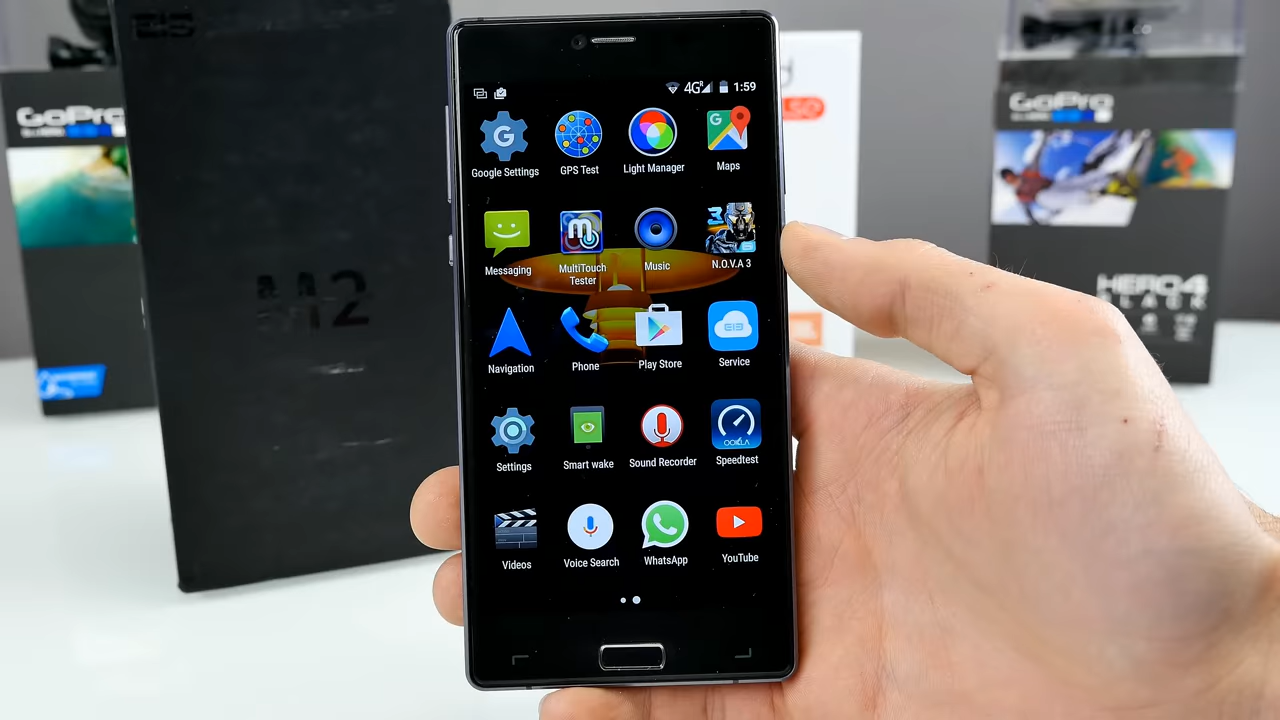 GoPro
GoPro
HERO4
BLACK
M2
4G
R
1:59
Google Settings
GPS Test
Light Manager
Maps
Messaging
MultiTouch
Tester
Music
N.O.V.A 3
Navigation
Phone
Play Store
Service
Settings
Smart wake
Sound Recorder
Speedtest
OOKLA
Videos
Voice Search
WhatsApp
YouTube